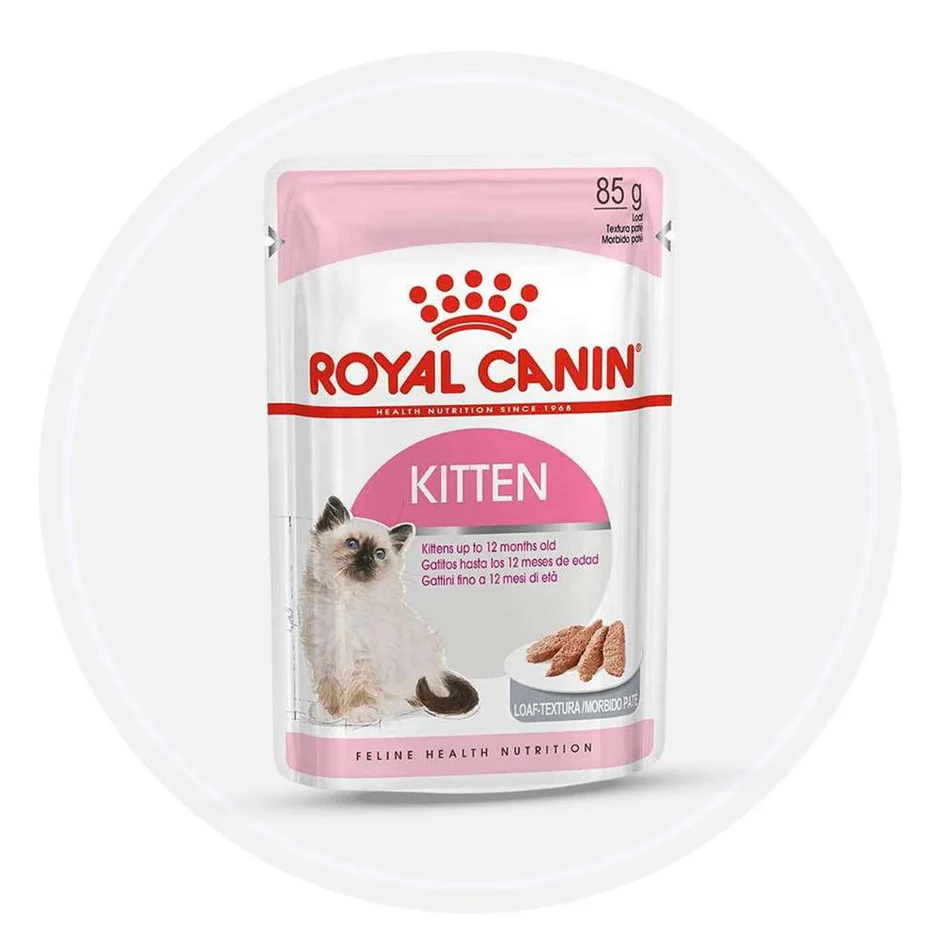 85 g
Loaf
Textura paté
Morbido paté
ROYAL CANIN®
HEALTH NUTRITION SINCE 1968
KITTEN
Kittens up to 12 months old
Gatitos hasta los 12 meses de edad
Gattini fino a 12 mesi di età
LOAF-TEXTURA/MORBIDO PATÉ
FELINE HEALTH NUTRITION